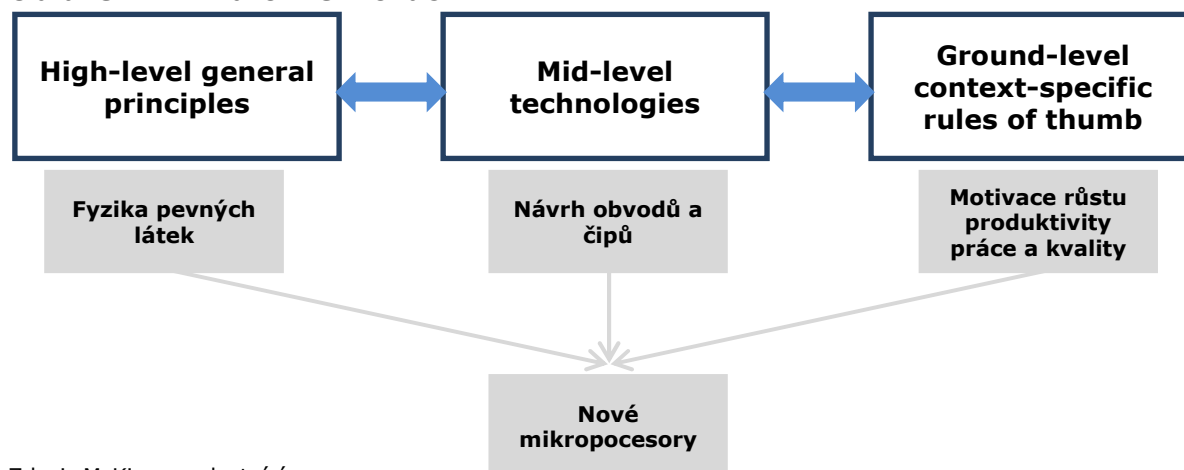 High-level general
principles
Mid-level
technologies
Ground-level
context-specific
rules of thumb
Fyzika pevných
látek
Návrh obvodů a
čipů
Motivace růstu
produktivity
práce a kvality
Nové
mikropocesory